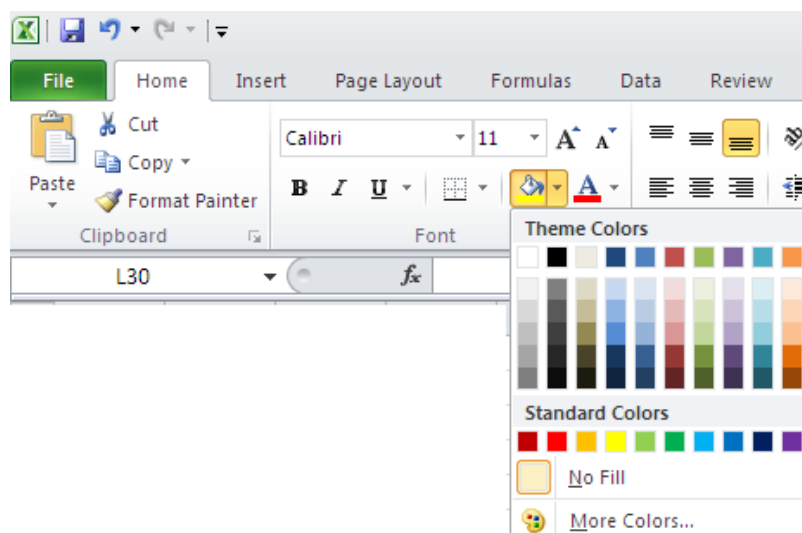 File Home Insert Page Layout Formulas Data Review
Cut
Calibri 11 A A
Copy
Paste
B I U A
Format Painter
Clipboard Font
Theme Colors
L30 fx
Standard Colors
No Fill
More Colors...